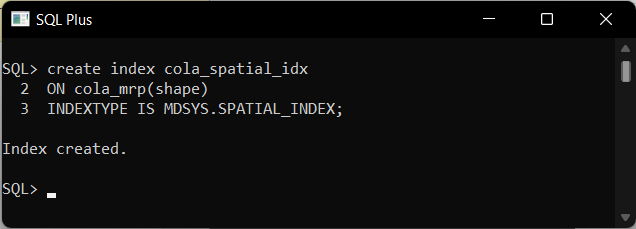 SQL Plus
SQL> create index cola_spatial_idx
2 ON cola_mrp(shape)
3 INDEXTYPE IS MDSYS.SPATIAL_INDEX;
Index created.
SQL>